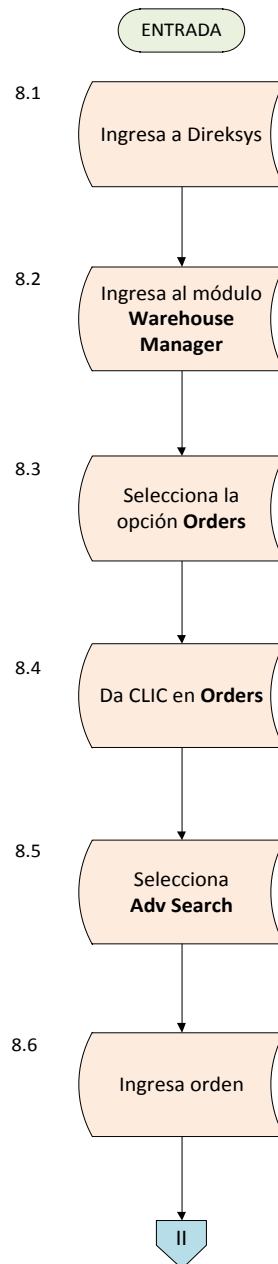 ENTRADA
8.1
Ingresa a Direksys
8.2
Ingresa al módulo
Warehouse
Manager
8.3
Selecciona la
opción Orders
8.4
Da CLIC en Orders
8.5
Selecciona
Adv Search
8.6
Ingresa orden
II